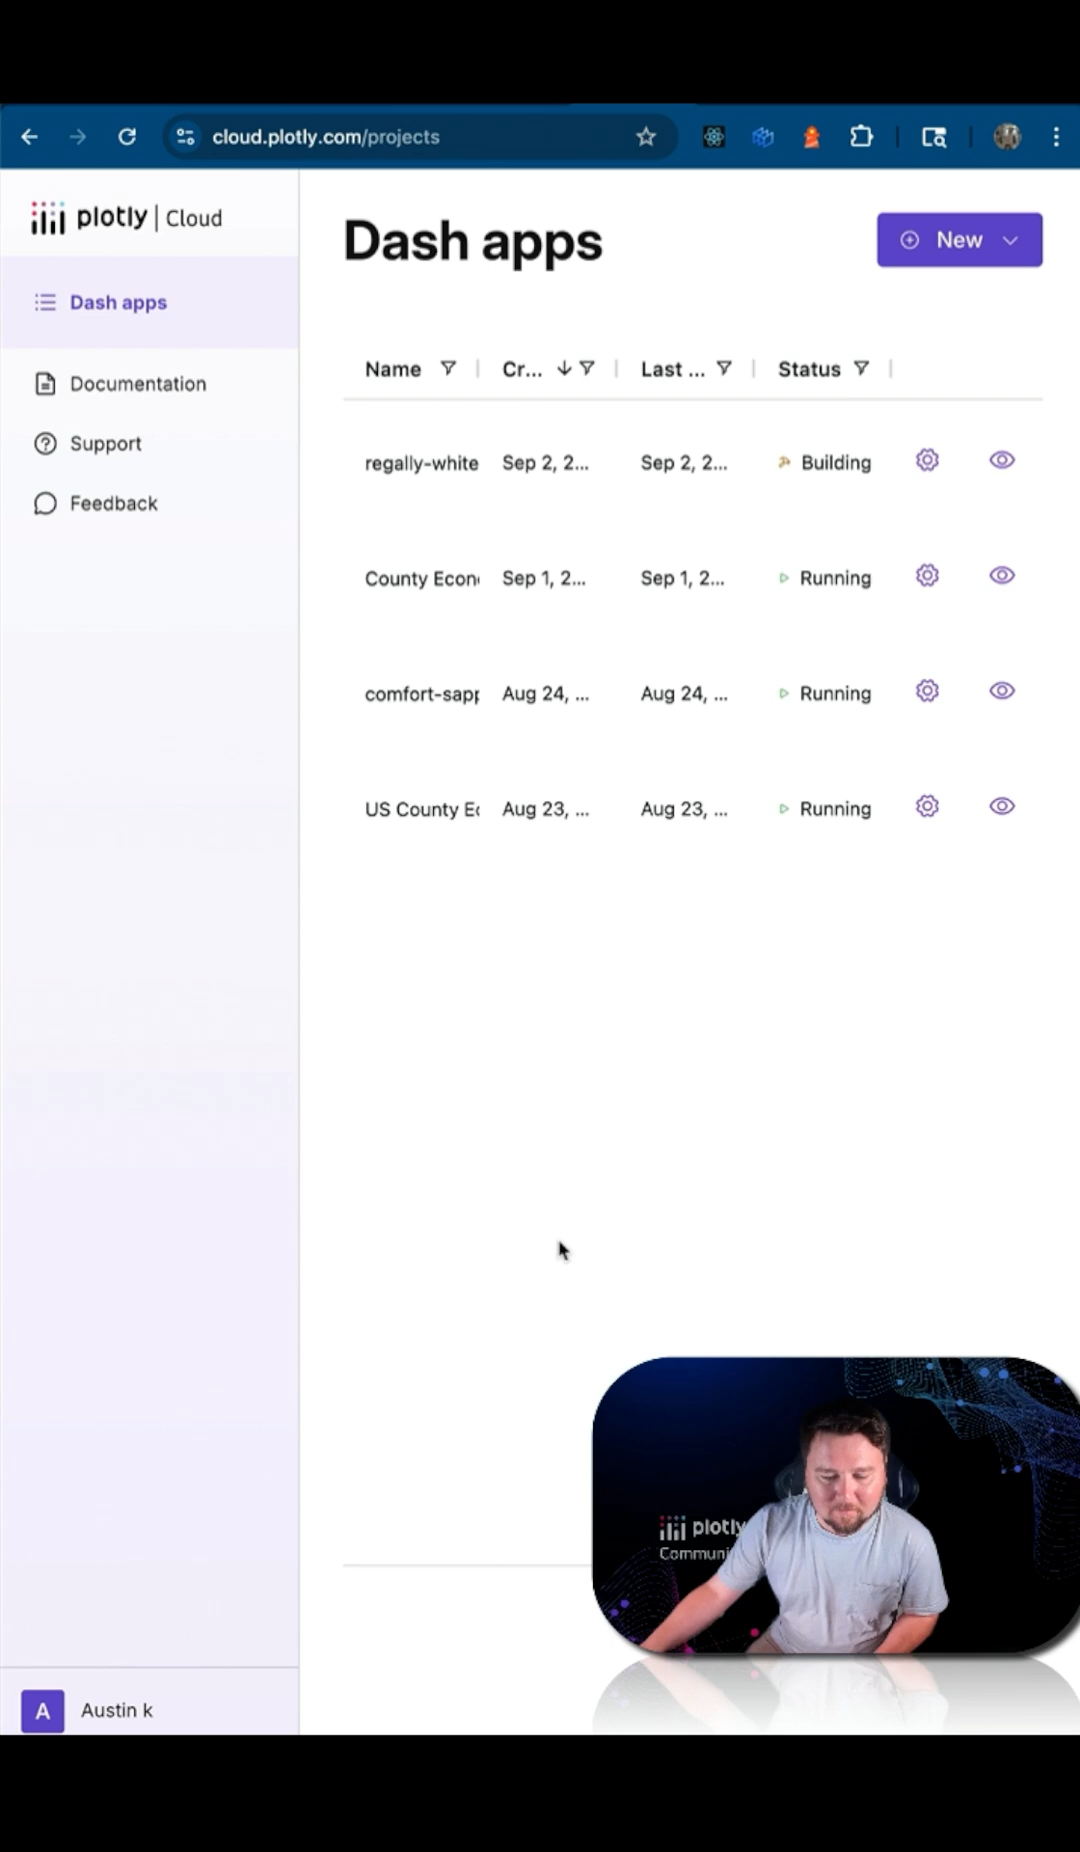 cloud.plotly.com/projects
plotly | Cloud
Dash apps
Documentation
Support
Feedback
Dash apps
New
Name Cr... Last ... Status
regally-white Sep 2, 2... Sep 2, 2... Building
County Econ Sep 1, 2... Sep 1, 2... Running
comfort-sapp Aug 24, ... Aug 24, ... Running
US County Ec Aug 23, ... Aug 23, ... Running
plotly
Communi
A Austin k